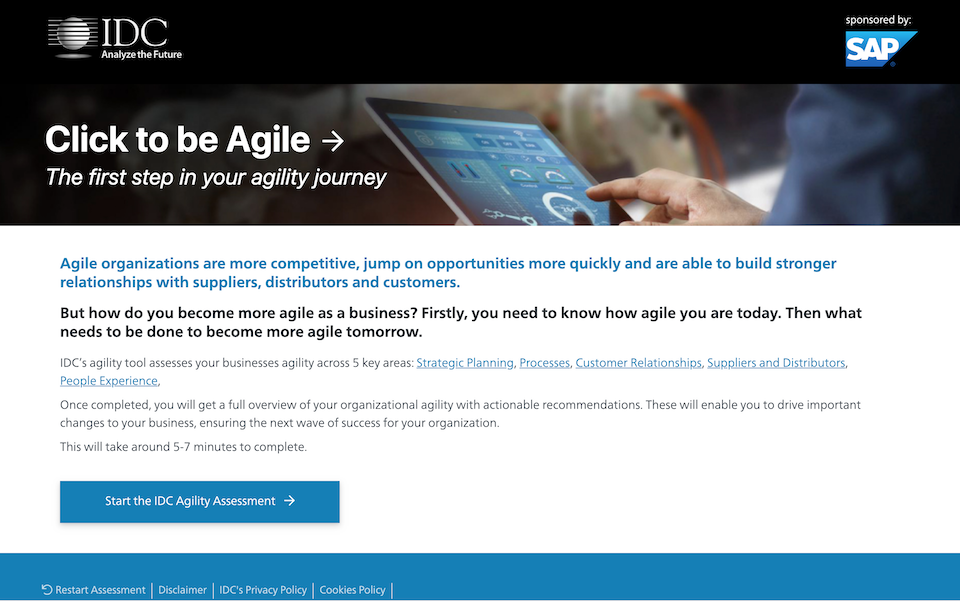 IDC
Analyze the Future
sponsored by:
SAP
Click to be Agile →
The first step in your agility journey
Agile organizations are more competitive, jump on opportunities more quickly and are able to build stronger
relationships with suppliers, distributors and customers.
But how do you become more agile as a business? Firstly, you need to know how agile you are today. Then what
needs to be done to become more agile tomorrow.
IDC's agility tool assesses your businesses agility across 5 key areas: Strategic Planning, Processes, Customer Relationships, Suppliers and Distributors,
People Experience,
Once completed, you will get a full overview of your organizational agility with actionable recommendations. These will enable you to drive important
changes to your business, ensuring the next wave of success for your organization.
This will take around 5-7 minutes to complete.
Start the IDC Agility Assessment →
Restart Assessment | Disclaimer | IDC's Privacy Policy | Cookies Policy |